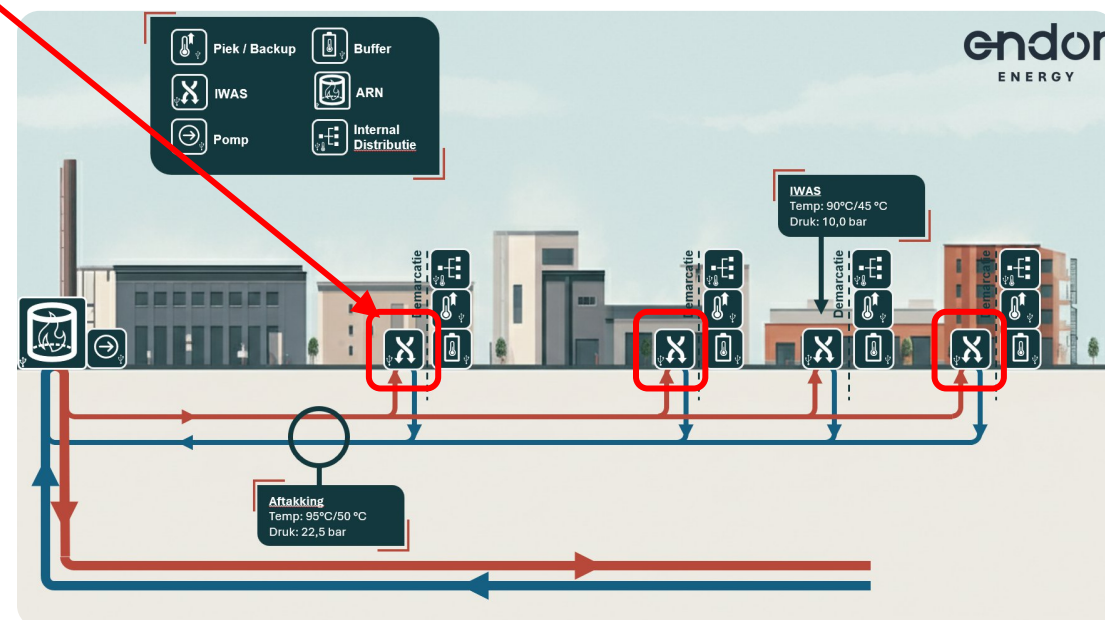 Piek / Backup
Buffer
IWAS
ARN
Pomp
Internal
Distributie
endor
ENERGY
IWAS
Temp: 90°C/45 °C
Druk: 10,0 bar
Demarcatie
Demarcatie
Demarcatie
Demarcatie
Aftakking
Temp: 95°C/50 °C
Druk: 22,5 bar